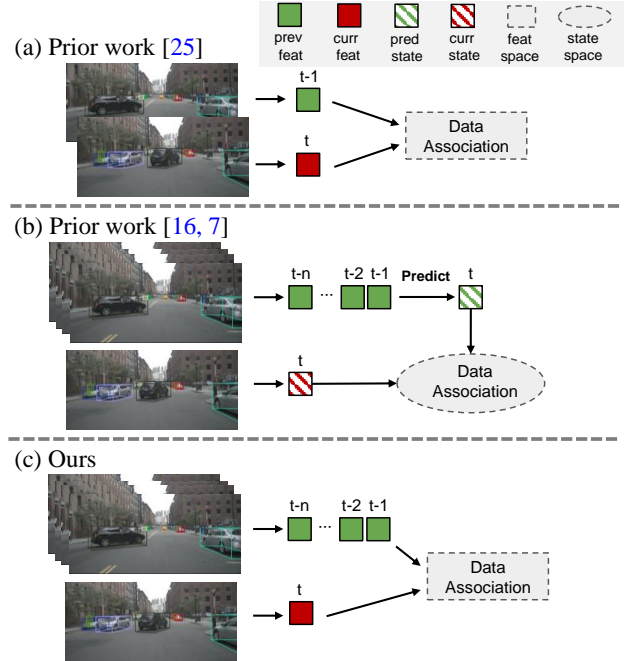 (a) Prior work [25]
prev feat
curr feat
pred state
curr state
feat space
state space
t-1
t
Data
Association
(b) Prior work [16, 7]
t-n ... t-2 t-1
Predict
t
t
Data
Association
(c) Ours
t-n ... t-2 t-1
t
Data
Association